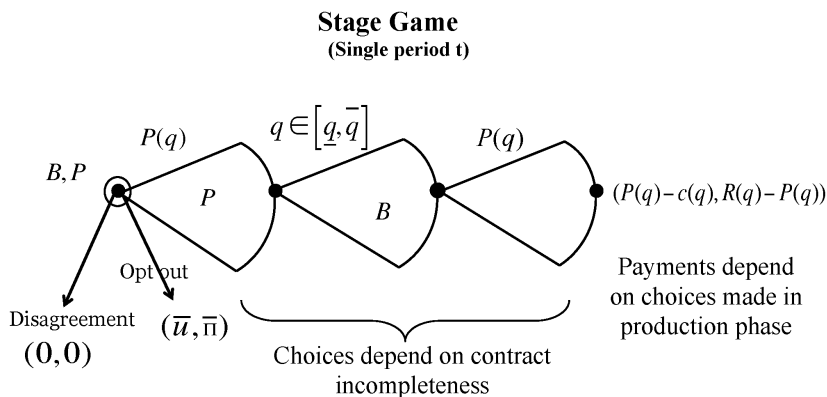 Stage Game
(Single period t)
q ∈ [q̲, q̄]
P(q)
P(q)
B, P
P
B
(P(q) – c(q), R(q) – P(q))
Opt out
Disagreement
(0,0)
(u̅, п̅)
Payments depend
on choices made in
production phase
Choices depend on contract
incompleteness